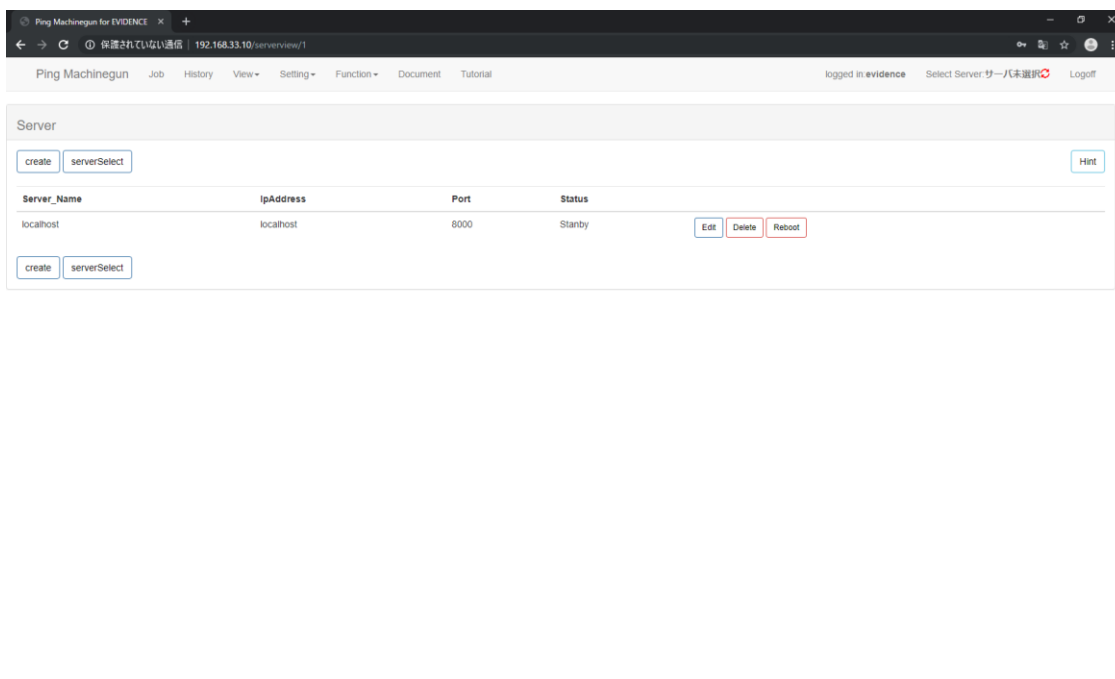 Ping Machinegun for EVIDENCE × +
保護されていない通信 | 192.168.33.10/serverview/1
Ping Machinegun Job History View Setting Function Document Tutorial logged in:evidence Select Server:サーバ未選択 Logoff
Server
create serverSelect Hint
Server_Name IpAddress Port Status
localhost localhost 8000 Stanby Edit Delete Reboot
create serverSelect